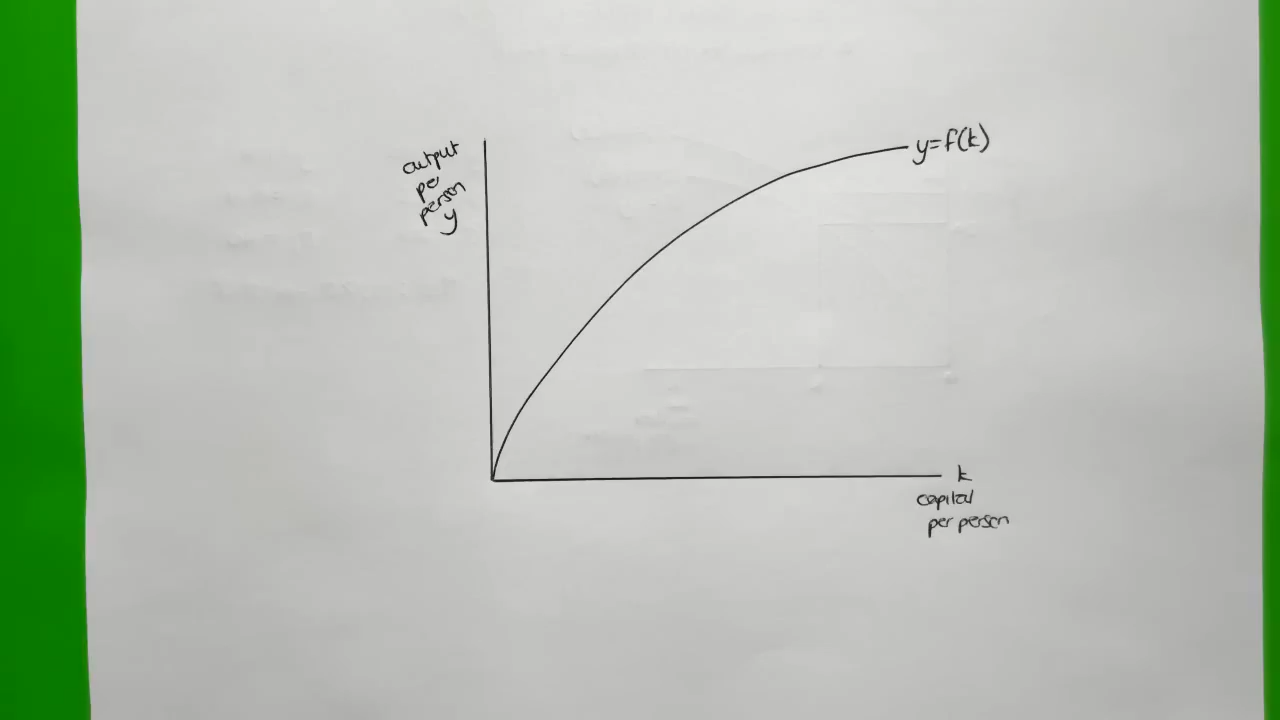 output
per
person
y
y=f(k)
k
capital
per person